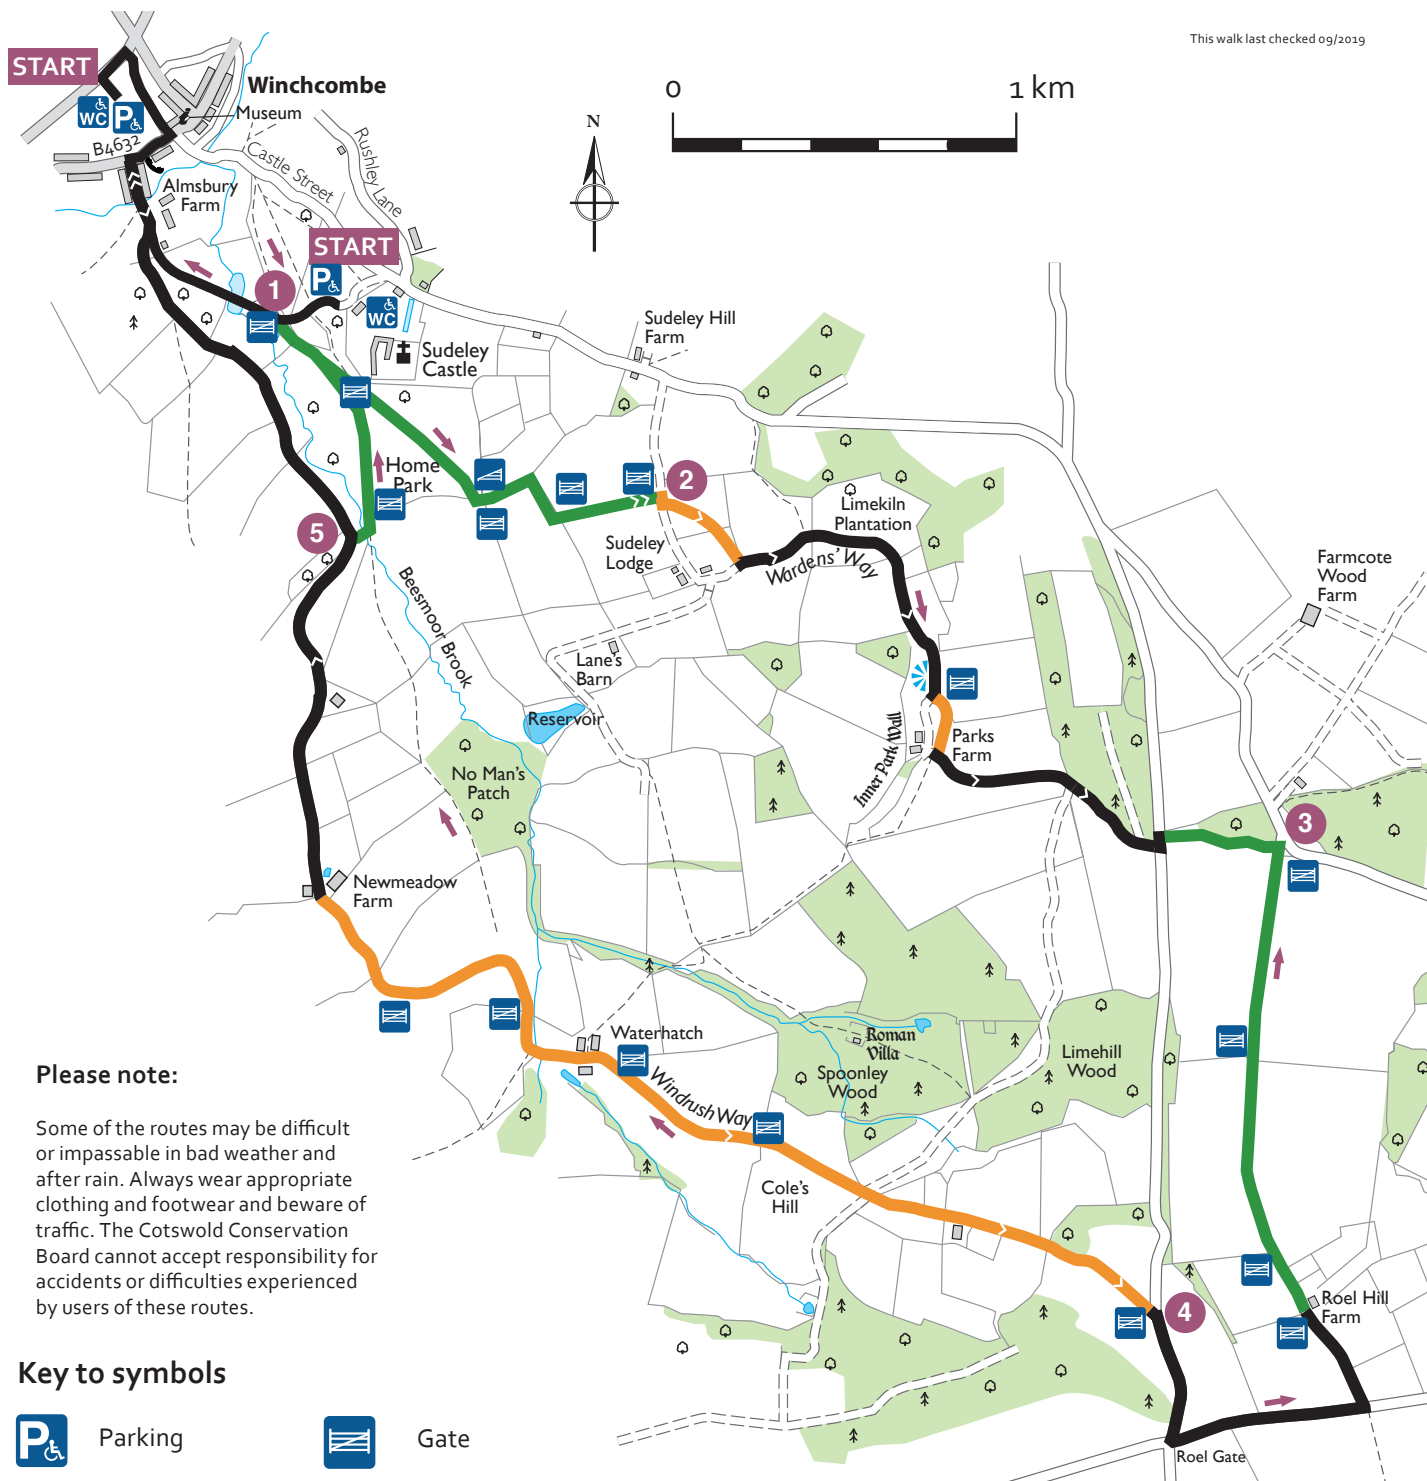 This walk last checked 09/2019
START
Winchcombe
0
1 km
WC
P
Museum
B4632
Castle Street
Rushley Lane
N
Almsbury
Farm
START
1
P
WC
Sudeley Hill
Farm
Sudeley
Castle
Home
Park
2
Limekiln
Plantation
5
Sudeley
Lodge
Wardens' Way
Farmcote
Wood
Farm
Beesmoor Brook
Lane's
Barn
Reservoir
Inner Park Wall
Parks
Farm
No Man's
Patch
3
Newmeadow
Farm
Waterhatch
Roman
Villa
Spoonley
Wood
Limehill
Wood
Windrush Way
Cole's
Hill
4
Roel Hill
Farm
Roel Gate
Please note:
Some of the routes may be difficult
or impassable in bad weather and
after rain. Always wear appropriate
clothing and footwear and beware of
traffic. The Cotswold Conservation
Board cannot accept responsibility for
accidents or difficulties experienced
by users of these routes.
Key to symbols
P
Parking
Gate